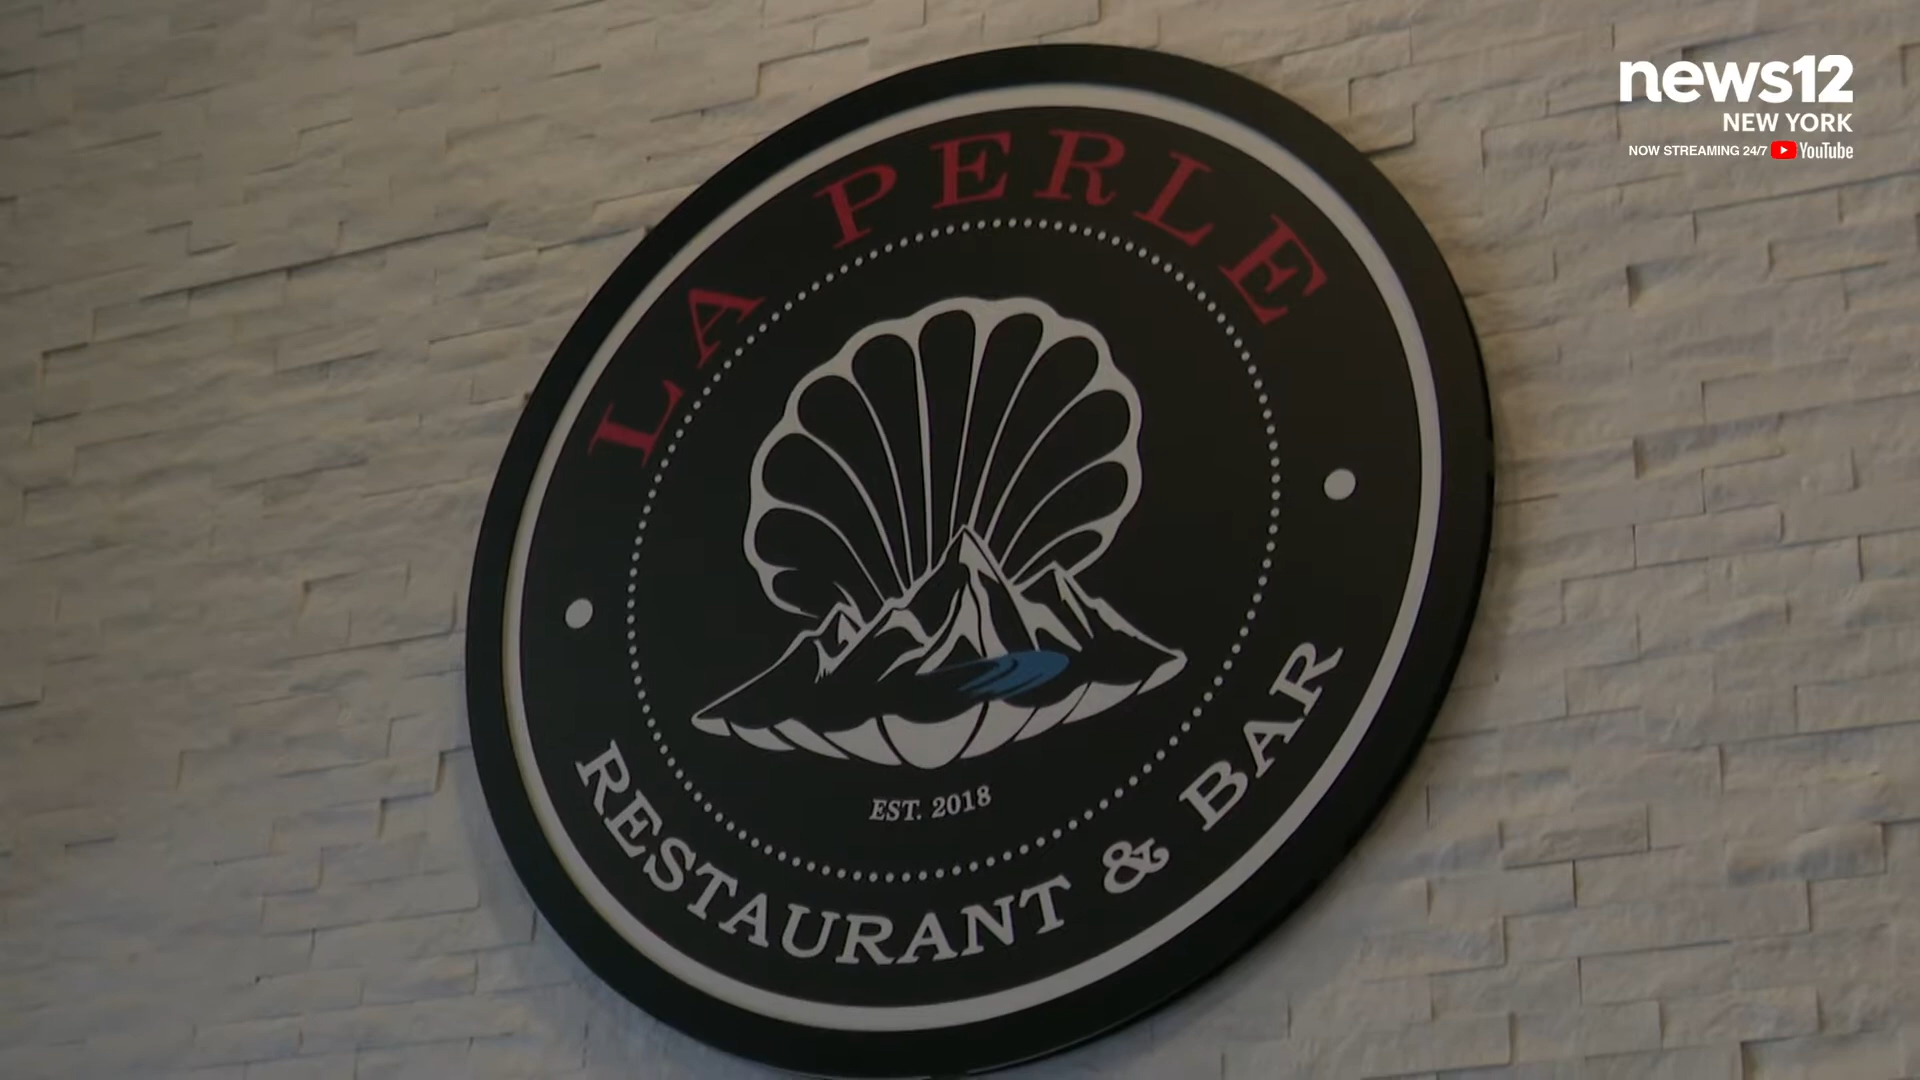 news12
NEW YORK
NOW STREAMING 24/7 YouTube
LA PERLE
EST. 2018
RESTAURANT & BAR